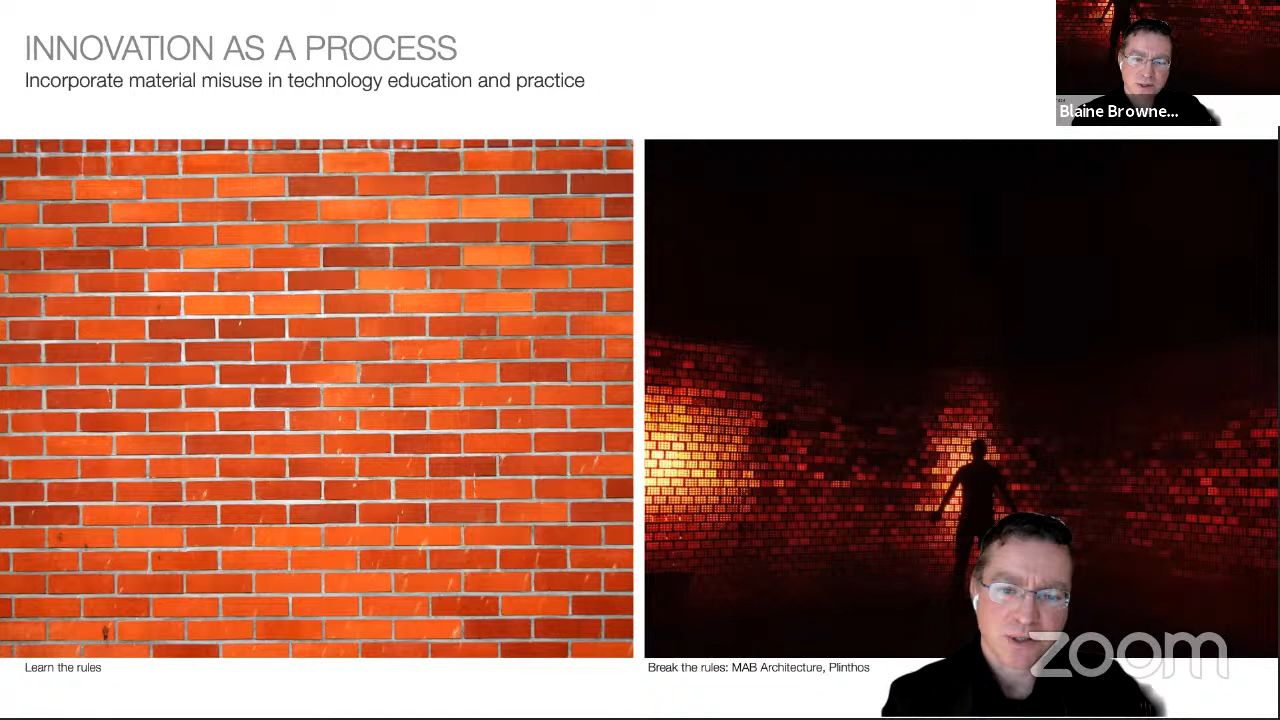 INNOVATION AS A PROCESS
Incorporate material misuse in technology education and practice
Blaine Browne...
Learn the rules
Break the rules: MAB Architecture, Plinthos
zoom